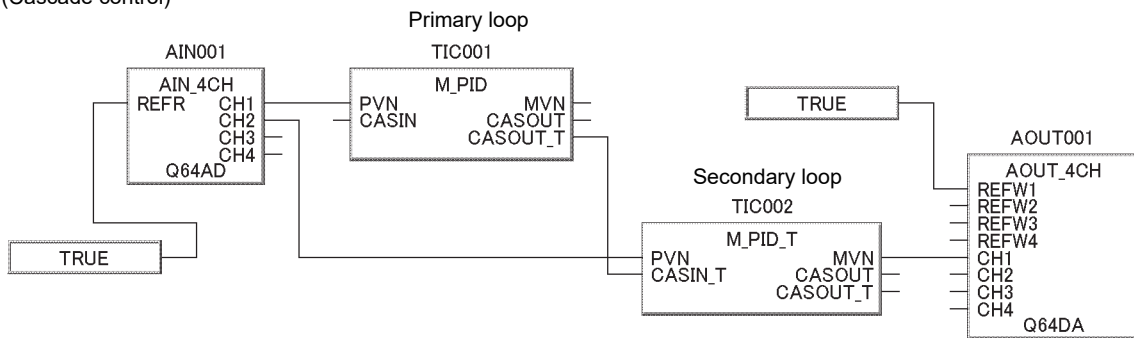 (Cascade control)
Primary loop
AIN001
TIC001
AIN_4CH
REFR
CH1
CH2
CH3
CH4
Q64AD
M_PID
PVN
CASIN
MVN
CASOUT
CASOUT_T
TRUE
TRUE
AOUT001
Secondary loop
TIC002
M_PID_T
PVN
CASIN_T
MVN
CASOUT
CASOUT_T
AOUT_4CH
REFW1
REFW2
REFW3
REFW4
CH1
CH2
CH3
CH4
Q64DA